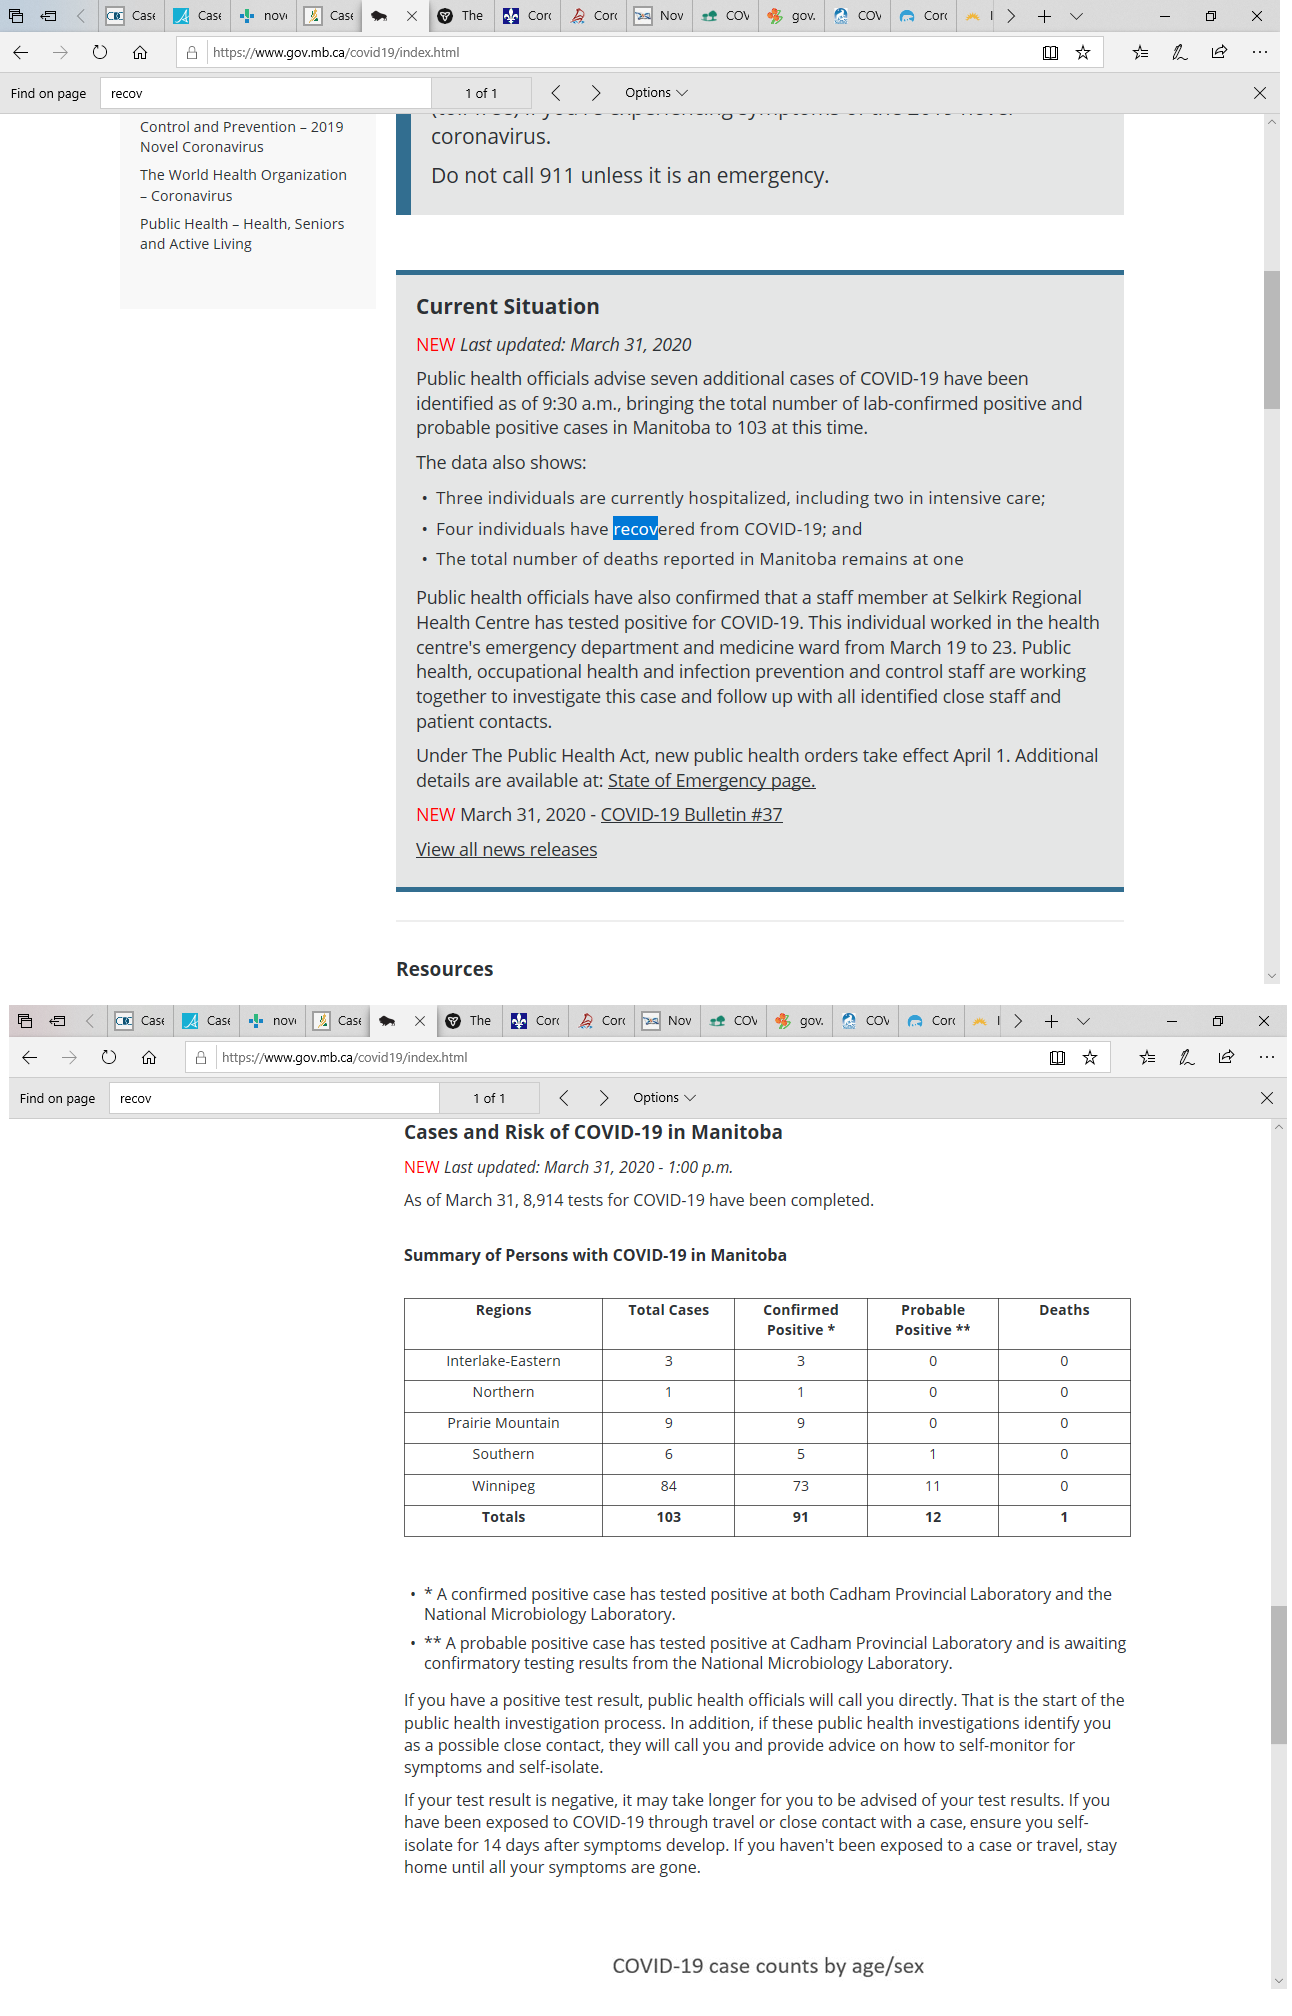 Case Case nov Case The Cord Cord Nov COV gov. COV Cord I
https://www.gov.mb.ca/covid19/index.html
Find on page recov 1 of 1 Options
Control and Prevention – 2019
Novel Coronavirus
The World Health Organization
– Coronavirus
Public Health – Health, Seniors
and Active Living
coronavirus.
Do not call 911 unless it is an emergency.
Current Situation
NEW Last updated: March 31, 2020
Public health officials advise seven additional cases of COVID-19 have been
identified as of 9:30 a.m., bringing the total number of lab-confirmed positive and
probable positive cases in Manitoba to 103 at this time.
The data also shows:
• Three individuals are currently hospitalized, including two in intensive care;
• Four individuals have recovered from COVID-19; and
• The total number of deaths reported in Manitoba remains at one
Public health officials have also confirmed that a staff member at Selkirk Regional
Health Centre has tested positive for COVID-19. This individual worked in the health
centre's emergency department and medicine ward from March 19 to 23. Public
health, occupational health and infection prevention and control staff are working
together to investigate this case and follow up with all identified close staff and
patient contacts.
Under The Public Health Act, new public health orders take effect April 1. Additional
details are available at: State of Emergency page.
NEW March 31, 2020 - COVID-19 Bulletin #37
View all news releases
Resources
Case Case nov Case The Cord Cord Nov COV gov. COV Cord I
https://www.gov.mb.ca/covid19/index.html
Find on page recov 1 of 1 Options
Cases and Risk of COVID-19 in Manitoba
NEW Last updated: March 31, 2020 - 1:00 p.m.
As of March 31, 8,914 tests for COVID-19 have been completed.
Summary of Persons with COVID-19 in Manitoba
Regions Total Cases Confirmed Probable Deaths
Positive * Positive **
Interlake-Eastern 3 3 0 0
Northern 1 1 0 0
Prairie Mountain 9 9 0 0
Southern 6 5 1 0
Winnipeg 84 73 11 0
Totals 103 91 12 1
• * A confirmed positive case has tested positive at both Cadham Provincial Laboratory and the
National Microbiology Laboratory.
• ** A probable positive case has tested positive at Cadham Provincial Laboratory and is awaiting
confirmatory testing results from the National Microbiology Laboratory.
If you have a positive test result, public health officials will call you directly. That is the start of the
public health investigation process. In addition, if these public health investigations identify you
as a possible close contact, they will call you and provide advice on how to self-monitor for
symptoms and self-isolate.
If your test result is negative, it may take longer for you to be advised of your test results. If you
have been exposed to COVID-19 through travel or close contact with a case, ensure you self-
isolate for 14 days after symptoms develop. If you haven't been exposed to a case or travel, stay
home until all your symptoms are gone.
COVID-19 case counts by age/sex